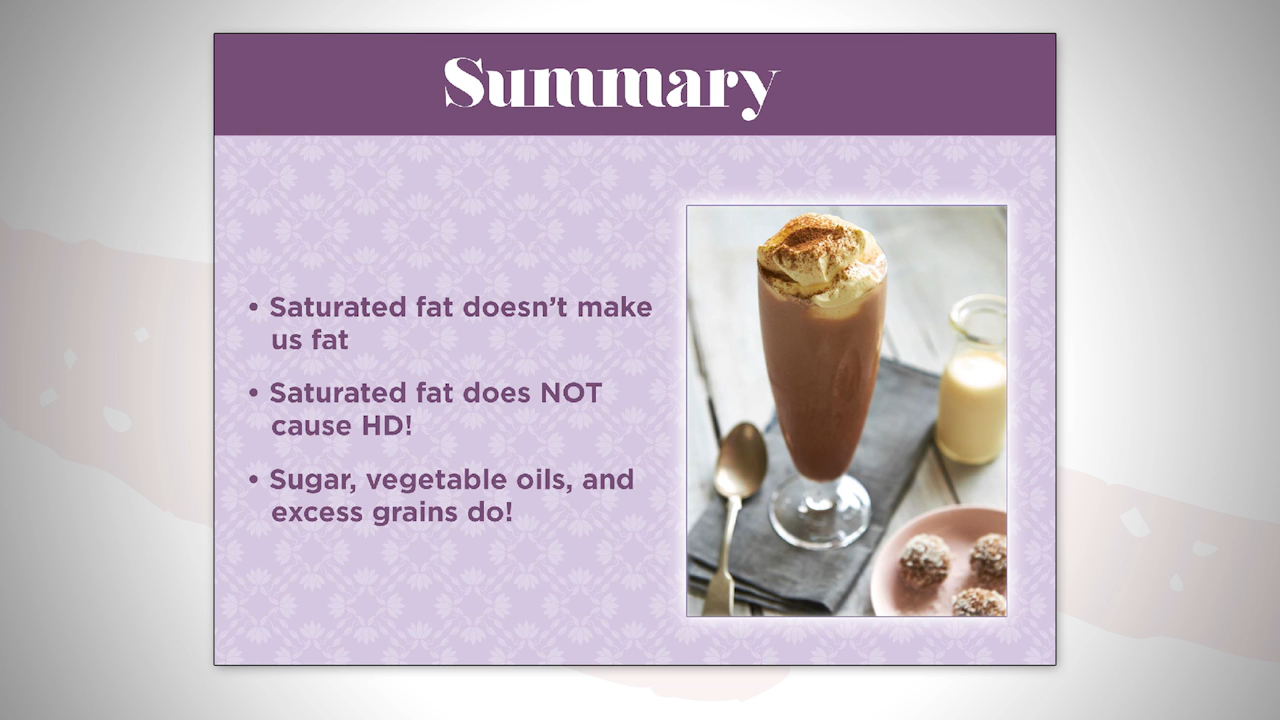 Summary
• Saturated fat doesn’t make
us fat
• Saturated fat does NOT
cause HD!
• Sugar, vegetable oils, and
excess grains do!